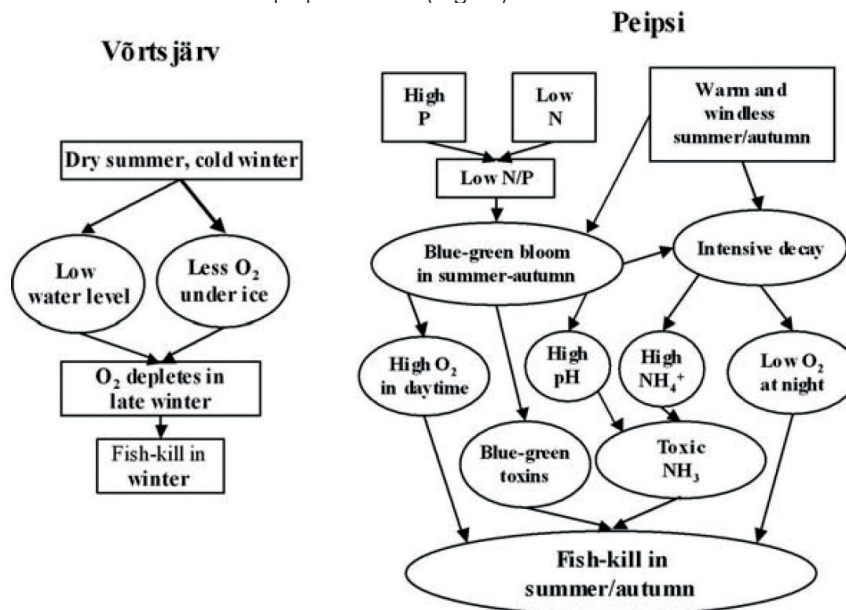 Võrtsjärv
Dry summer, cold winter
Low
water level
Less O₂
under ice
O₂ depletes in
late winter
Fish-kill in
winter
Peipsi
High
P
Low
N
Warm and
windless
summer/autumn
Low N/P
Blue-green bloom
in summer-autumn
Intensive decay
High O₂
in daytime
High
pH
High
NH₄⁺
Low O₂
at night
Blue-green
toxins
Toxic
NH₃
Fish-kill in
summer/autumn